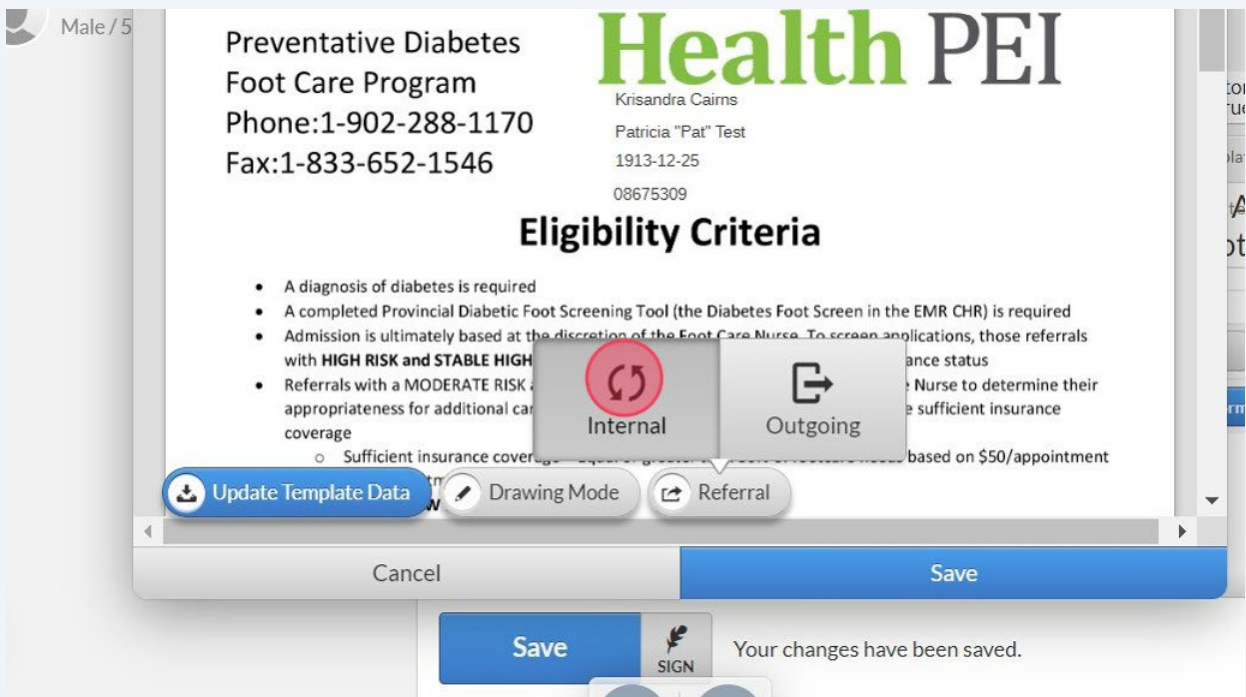 Male / 5
Preventative Diabetes
Foot Care Program
Phone:1-902-288-1170
Fax:1-833-652-1546
Health PEI
Krisandra Cairns
Patricia "Pat" Test
1913-12-25
08675309
Eligibility Criteria
• A diagnosis of diabetes is required
• A completed Provincial Diabetic Foot Screening Tool (the Diabetes Foot Screen in the EMR CHR) is required
• Admission is ultimately based at the discretion of the Foot Care Nurse. To screen applications, those referrals
with HIGH RISK and STABLE HIGH ance status
• Referrals with a MODERATE RISK Nurse to determine their
appropriateness for additional car sufficient insurance
coverage
Internal
Outgoing
o Sufficient insurance cover based on $50/appointment
Update Template Data
Drawing Mode
Referral
Cancel
Save
Save
SIGN
Your changes have been saved.